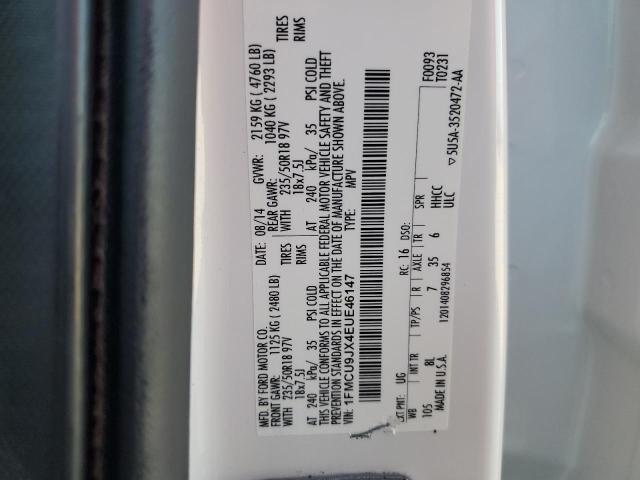 MFD. BY FORD MOTOR CO.
08/14
GVWR: 2159 KG ( 4760 LB)
FRONT GAWR: 1125 KG ( 2480 LB)
REAR GAWR: 1040 KG ( 2293 LB)
WITH 235/50R18 97V TIRES
WITH 235/50R18 97V TIRES
18x7.5J RIMS
18x7.5J RIMS
AT 240 kPa/ 35 PSI COLD
AT 240 kPa/ 35 PSI COLD
THIS VEHICLE CONFORMS TO ALL APPLICABLE FEDERAL MOTOR VEHICLE SAFETY AND THEFT
PREVENTION STANDARDS IN EFFECT ON THE DATE OF MANUFACTURE SHOWN ABOVE.
VIN: 1FMCU9JX4EUE46147
TYPE: MPV
F0093
T0231
EXT PNT: UG RC: 16 DSO:
WB INT TR TP/PS R AXLE TR SPR
105 8L 7 35 6 HHCC
MADE IN U.S.A. ULC
1201408296854
▽5U5A-3520472-AA